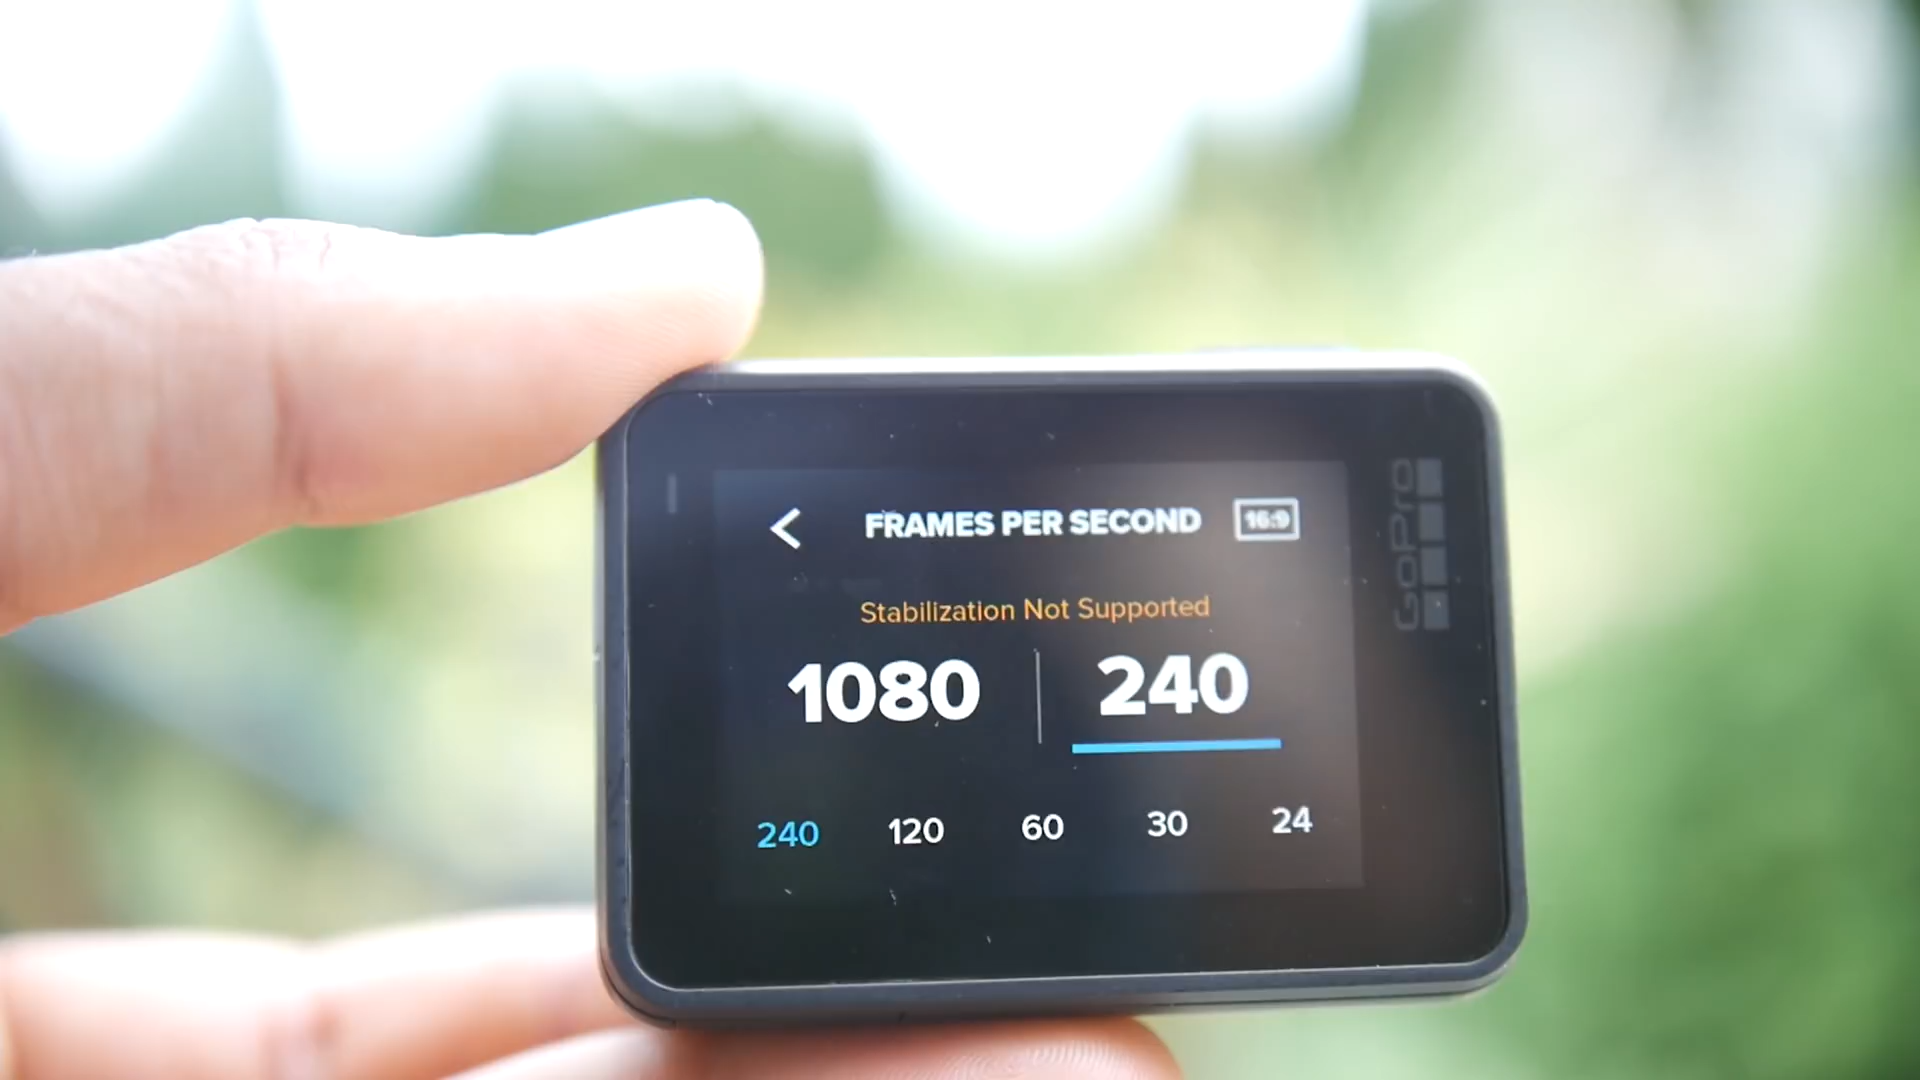 FRAMES PER SECOND 16:9
Stabilization Not Supported
1080 240
240 120 60 30 24
GoPro